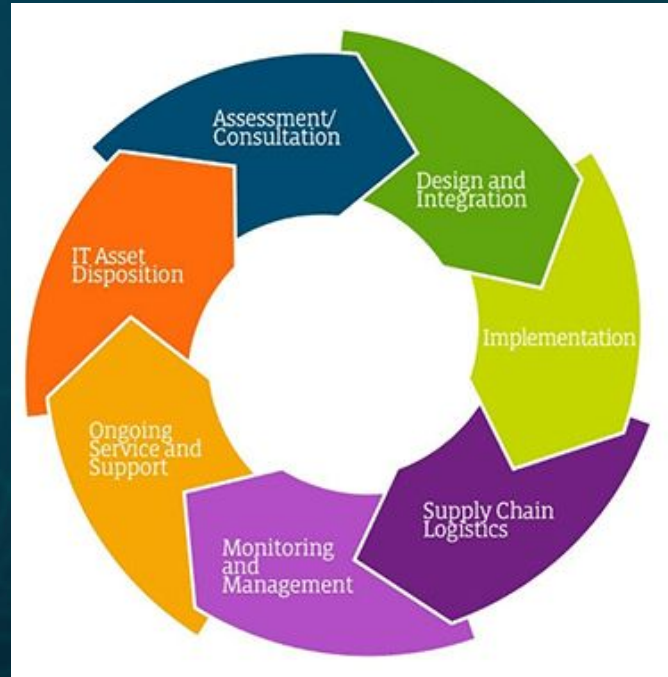 Assessment/
Consultation
Design and
Integration
Implementation
Supply Chain
Logistics
Monitoring
and
Management
Ongoing
Service and
Support
IT Asset
Disposition